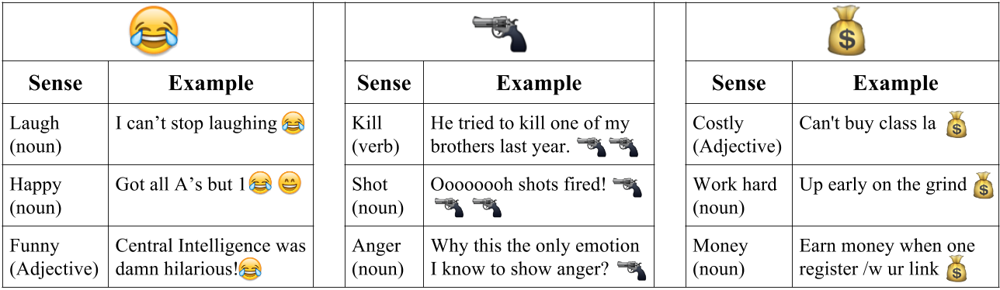 😂
Sense Example
Laugh
(noun)
I can’t stop laughing 😂
Happy
(noun)
Got all A’s but 1😂 😄
Funny
(Adjective)
Central Intelligence was
damn hilarious!😂
🔫
Sense Example
Kill
(verb)
He tried to kill one of my
brothers last year. 🔫 🔫
Shot
(noun)
Oooooooh shots fired! 🔫
🔫 🔫
Anger
(noun)
Why this the only emotion
I know to show anger? 🔫
💰
Sense Example
Costly
(Adjective)
Can't buy class la 💰
Work hard
(noun)
Up early on the grind 💰
Money
(noun)
Earn money when one
register /w ur link 💰